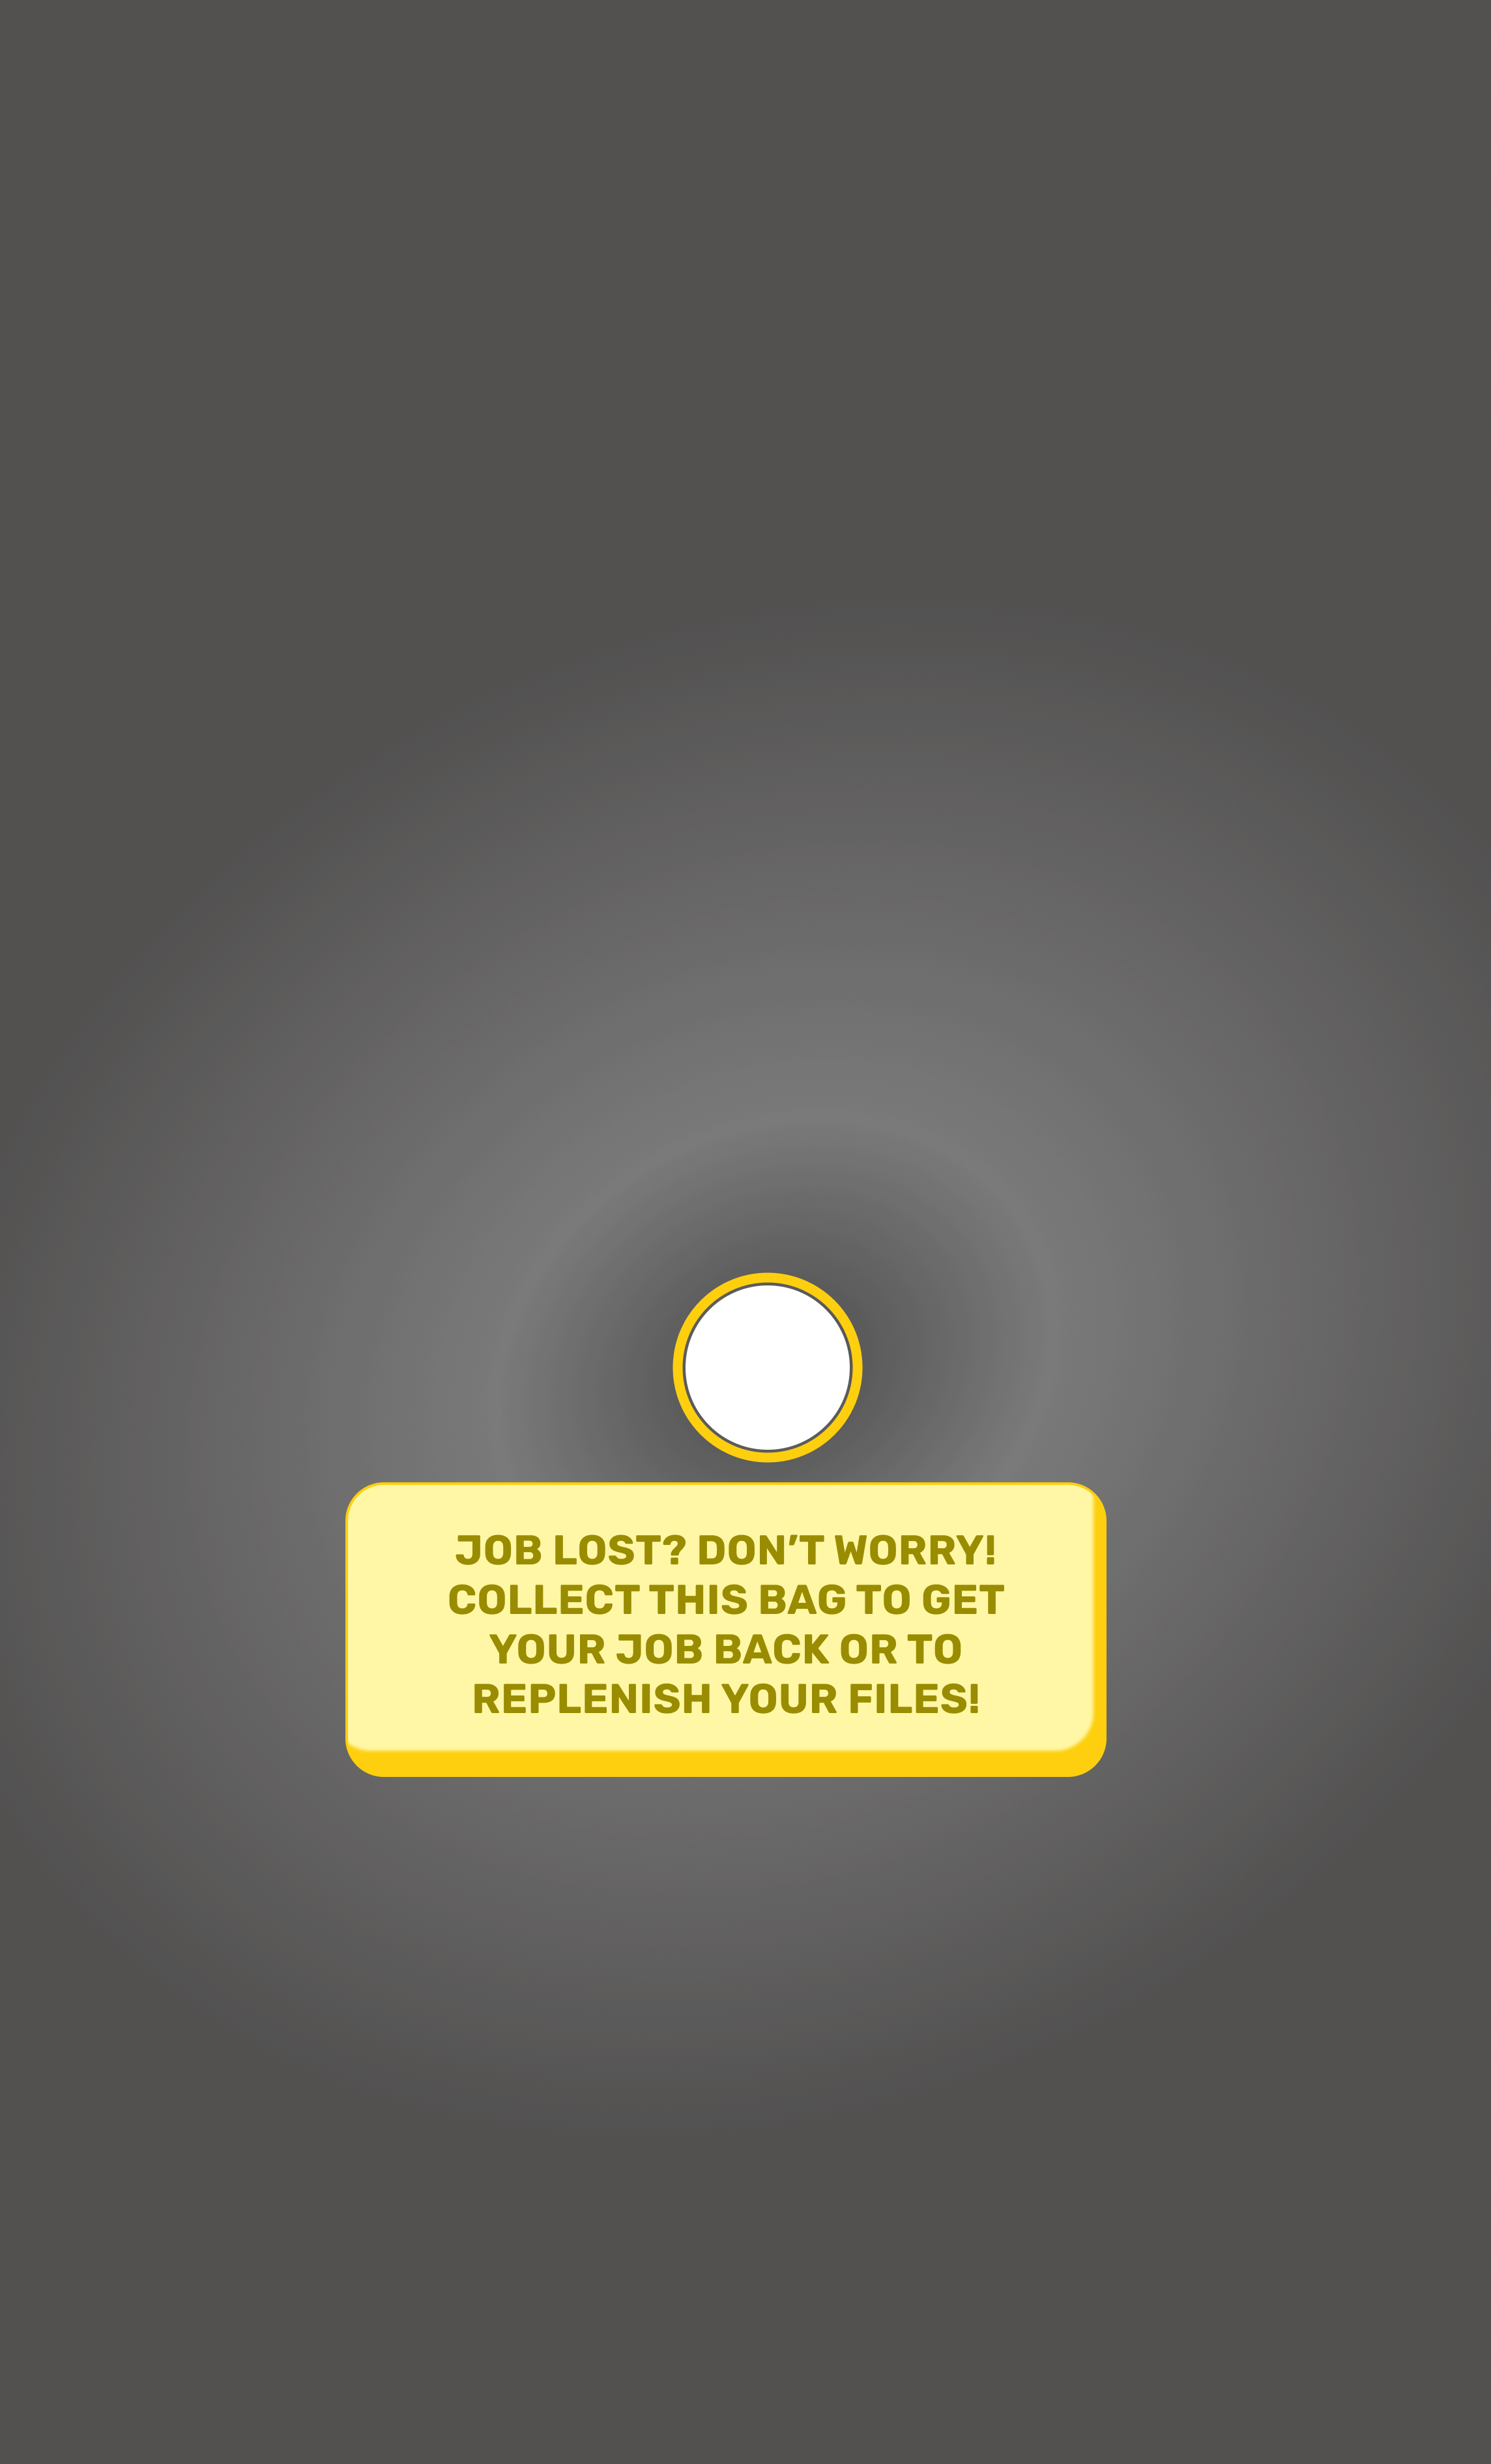 JOB LOST? DON'T WORRY!
COLLECT THIS BAG TO GET
YOUR JOB BACK OR TO
REPLENISH YOUR FILES!